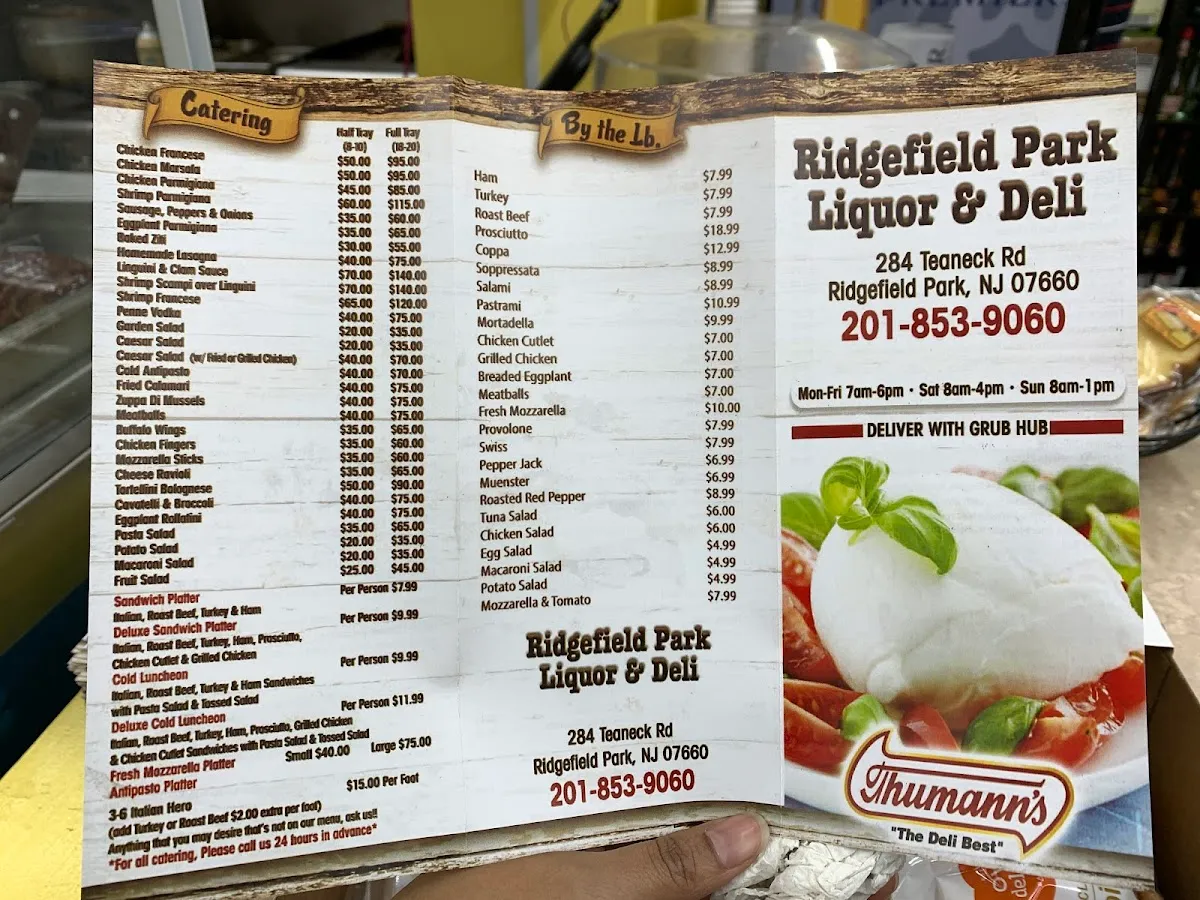 Catering
Half Tray Full Tray
(8-10) (18-20)
Chicken Francese $50.00 $95.00
Chicken Marsala $50.00 $95.00
Chicken Parmigiana $45.00 $85.00
Shrimp Parmigiana $60.00 $115.00
Sausage, Peppers & Onions $35.00 $60.00
Eggplant Parmigiana $35.00 $65.00
Baked Ziti $30.00 $55.00
Homemade Lasagna $40.00 $75.00
Linguini & Clam Sauce $70.00 $140.00
Shrimp Scampi over Linguini $70.00 $140.00
Shrimp Francese $65.00 $120.00
Penne Vodka $40.00 $75.00
Garden Salad $20.00 $35.00
Caesar Salad $20.00 $35.00
Caesar Salad (w/ Fried or Grilled Chicken) $40.00 $70.00
Cold Antipasto $40.00 $70.00
Fried Calamari $40.00 $75.00
Zuppa Di Mussels $40.00 $75.00
Meatballs $40.00 $75.00
Buffalo Wings $35.00 $65.00
Chicken Fingers $35.00 $60.00
Mozzarella Sticks $35.00 $60.00
Cheese Ravioli $35.00 $65.00
Tortellini Bolognese $50.00 $90.00
Cavatelli & Broccoli $40.00 $75.00
Eggplant Rollatini $40.00 $75.00
Pasta Salad $35.00 $65.00
Potato Salad $20.00 $35.00
Macaroni Salad $20.00 $35.00
Fruit Salad $25.00 $45.00
Sandwich Platter Per Person $7.99
Italian, Roast Beef, Turkey & Ham
Deluxe Sandwich Platter Per Person $9.99
Italian, Roast Beef, Turkey, Ham, Prosciutto,
Chicken Cutlet & Grilled Chicken
Cold Luncheon Per Person $9.99
Italian, Roast Beef, Turkey & Ham Sandwiches
with Pasta Salad & Tossed Salad
Deluxe Cold Luncheon Per Person $11.99
Italian, Roast Beef, Turkey, Ham, Prosciutto, Grilled Chicken
& Chicken Cutlet Sandwiches with Pasta Salad & Tossed Salad
Fresh Mozzarella Platter Small $40.00 Large $75.00
Antipasto Platter
3-6 Italian Hero $15.00 Per Foot
(add Turkey or Roast Beef $2.00 extra per foot)
Anything that you may desire that's not on our menu, ask us!!
*For all catering, Please call us 24 hours in advance*
By the Lb.
Ham $7.99
Turkey $7.99
Roast Beef $7.99
Prosciutto $18.99
Coppa $12.99
Soppressata $8.99
Salami $8.99
Pastrami $10.99
Mortadella $9.99
Chicken Cutlet $7.00
Grilled Chicken $7.00
Breaded Eggplant $7.00
Meatballs $7.00
Fresh Mozzarella $10.00
Provolone $7.99
Swiss $7.99
Pepper Jack $6.99
Muenster $6.99
Roasted Red Pepper $8.99
Tuna Salad $6.00
Chicken Salad $6.00
Egg Salad $4.99
Macaroni Salad $4.99
Potato Salad $4.99
Mozzarella & Tomato $7.99
Ridgefield Park
Liquor & Deli
284 Teaneck Rd
Ridgefield Park, NJ 07660
201-853-9060
Ridgefield Park
Liquor & Deli
284 Teaneck Rd
Ridgefield Park, NJ 07660
201-853-9060
Mon-Fri 7am-6pm · Sat 8am-4pm · Sun 8am-1pm
DELIVER WITH GRUB HUB
Thumann's
"The Deli Best"